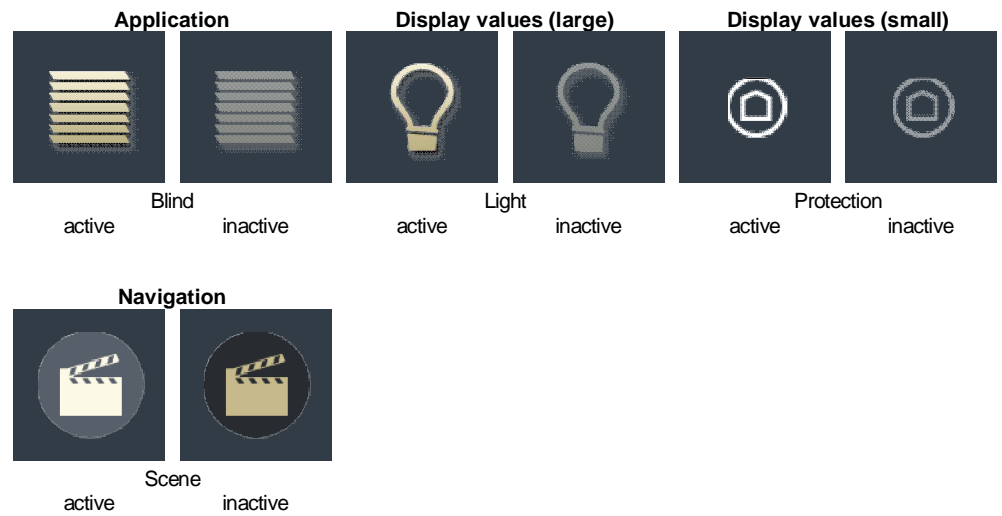 Application Display values (large) Display values (small)
Blind Light Protection
active inactive active inactive active inactive
Navigation
Scene
active inactive